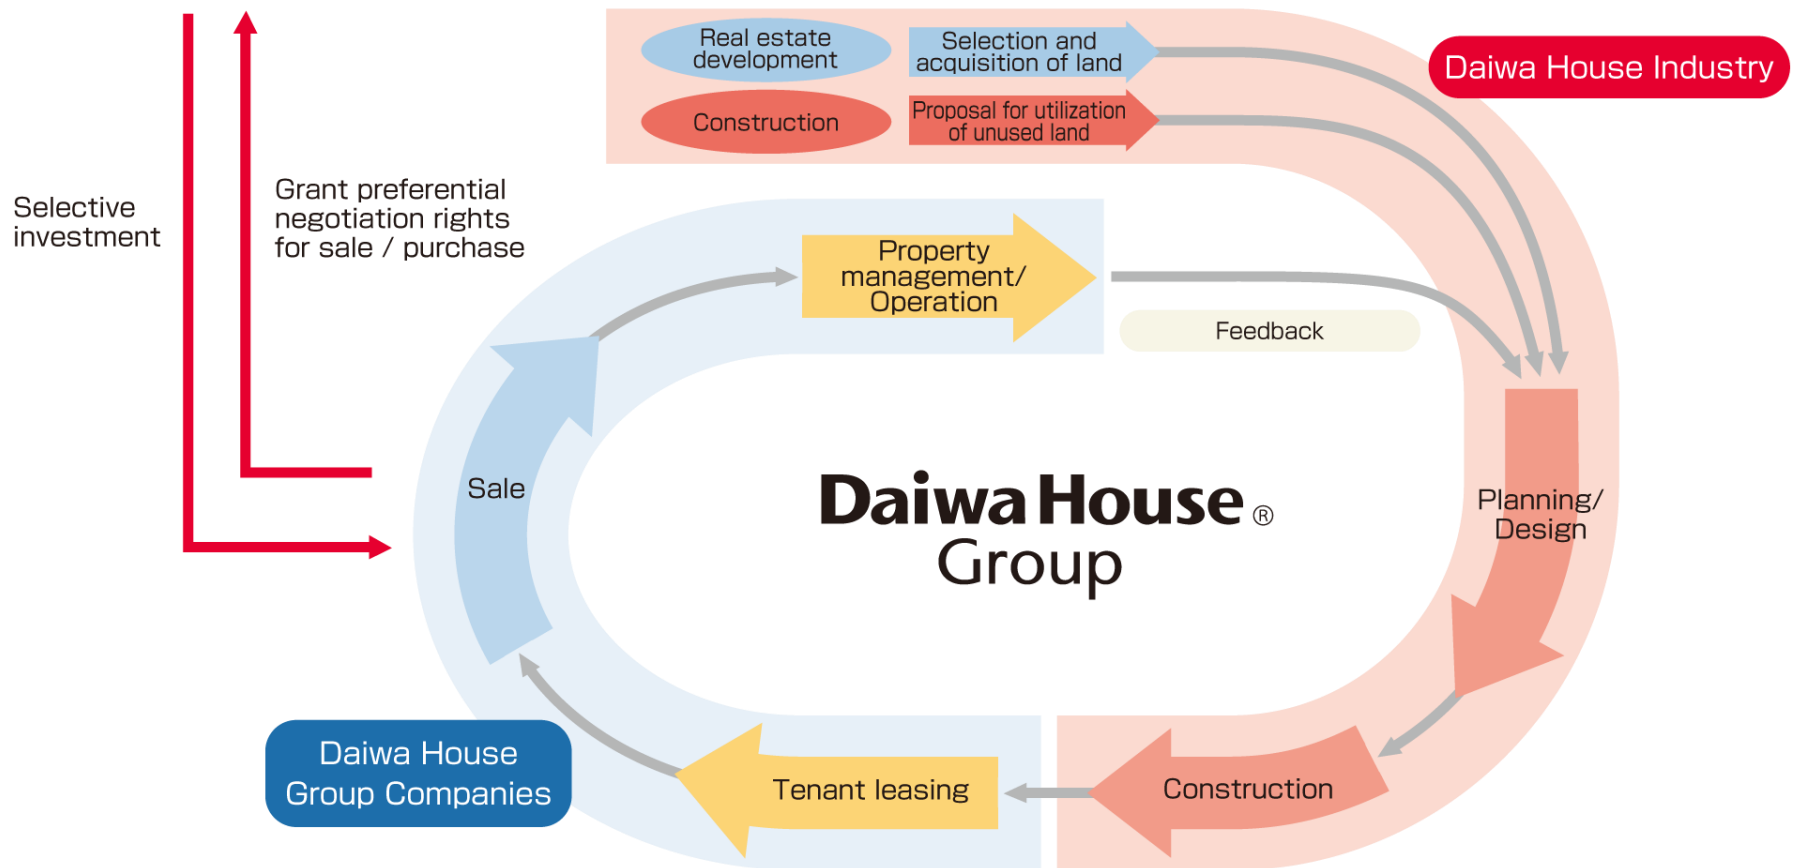 Real estate
development
Selection and
acquisition of land
Daiwa House Industry
Construction
Proposal for utilization
of unused land
Selective
investment
Grant preferential
negotiation rights
for sale / purchase
Property
management/
Operation
Feedback
Sale
Daiwa House®
Group
Planning/
Design
Daiwa House
Group Companies
Tenant leasing
Construction